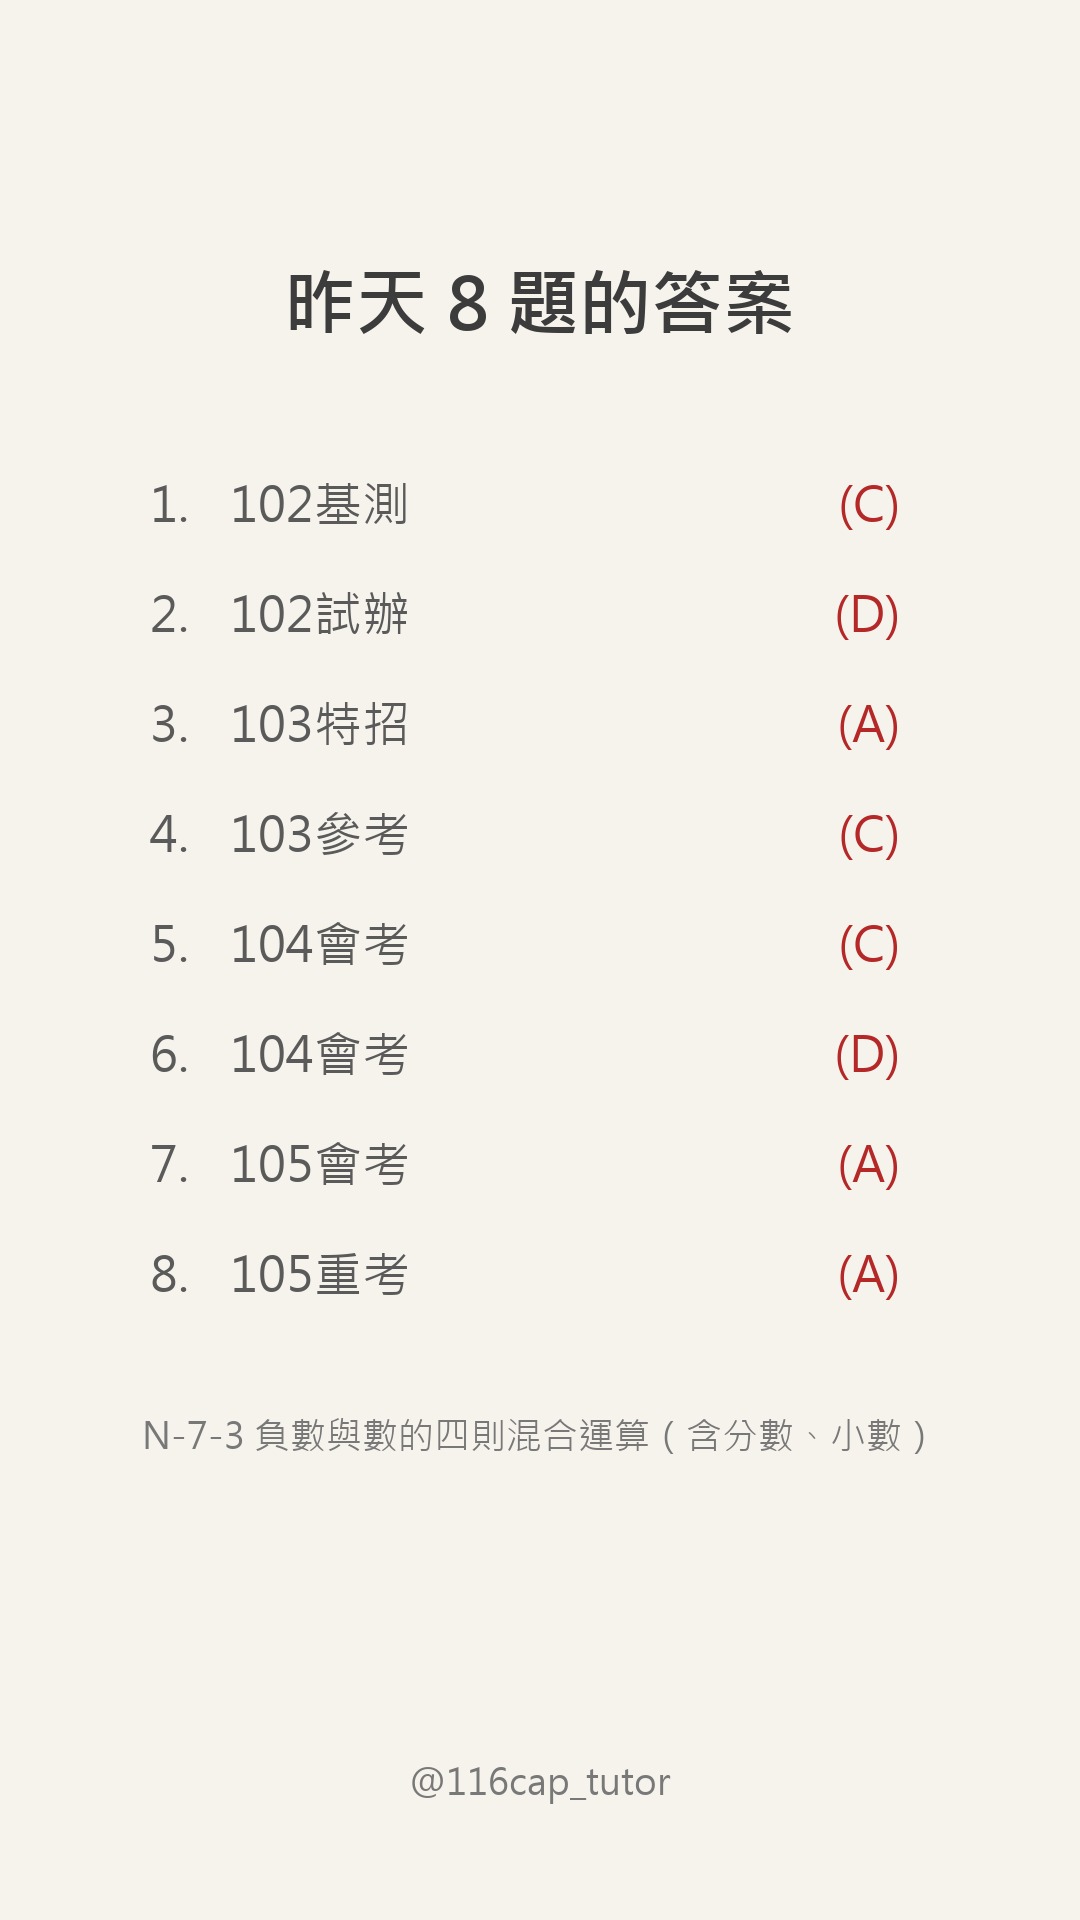 昨天 8 題的答案
1. 102基測 (C)
2. 102試辦 (D)
3. 103特招 (A)
4. 103參考 (C)
5. 104會考 (C)
6. 104會考 (D)
7. 105會考 (A)
8. 105重考 (A)
N-7-3 負數與數的四則混合運算（含分數、小數）
@116cap_tutor